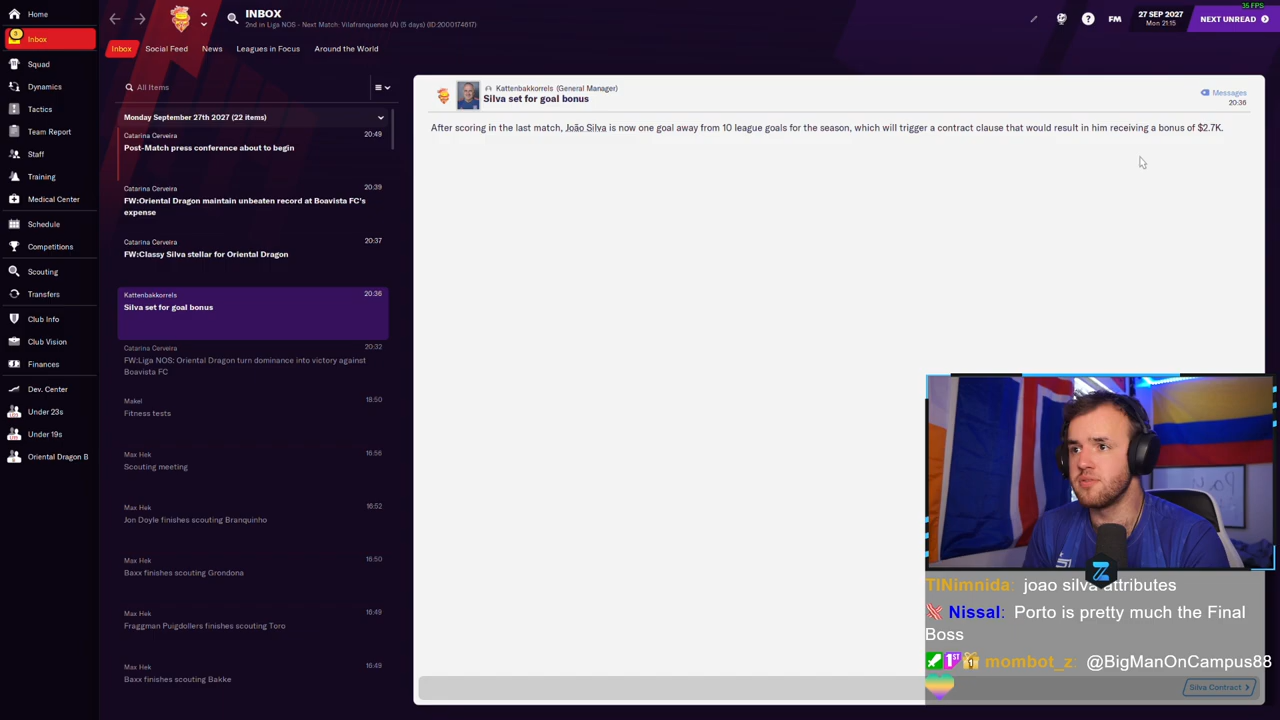 36 FPS
Home
INBOX
2nd in Liga NOS - Next Match: Vilafranquense (A) (5 days) (ID:2000174617)
FM
27 SEP 2027
Mon 21:15
NEXT UNREAD
Inbox
Inbox
Social Feed
News
Leagues in Focus
Around the World
Squad
Dynamics
Tactics
Team Report
Staff
Training
Medical Center
Schedule
Competitions
Scouting
Transfers
Club Info
Club Vision
Finances
Dev. Center
Under 23s
Under 19s
Oriental Dragon B
All Items
Monday September 27th 2027 (22 items)
Catarina Cerveira
20:49
Post-Match press conference about to begin
Catarina Cerveira
20:39
FW:Oriental Dragon maintain unbeaten record at Boavista FC's
expense
Catarina Cerveira
20:37
FW:Classy Silva stellar for Oriental Dragon
Kattenbakkorrels
20:36
Silva set for goal bonus
Catarina Cerveira
20:32
FW:Liga NOS: Oriental Dragon turn dominance into victory against
Boavista FC
Makel
18:50
Fitness tests
Max Hek
16:56
Scouting meeting
Max Hek
16:52
Jon Doyle finishes scouting Branquinho
Max Hek
16:50
Baxx finishes scouting Grondona
Max Hek
16:49
Fraggman Puigdollers finishes scouting Toro
Max Hek
16:49
Baxx finishes scouting Bakke
Kattenbakkorrels (General Manager)
Silva set for goal bonus
Messages
20:36
After scoring in the last match, João Silva is now one goal away from 10 league goals for the season, which will trigger a contract clause that would result in him receiving a bonus of $2.7K.
TINimnida: joao silva attributes
Nissal: Porto is pretty much the Final
Boss
mombot_z: @BigManOnCampus88
Silva Contract